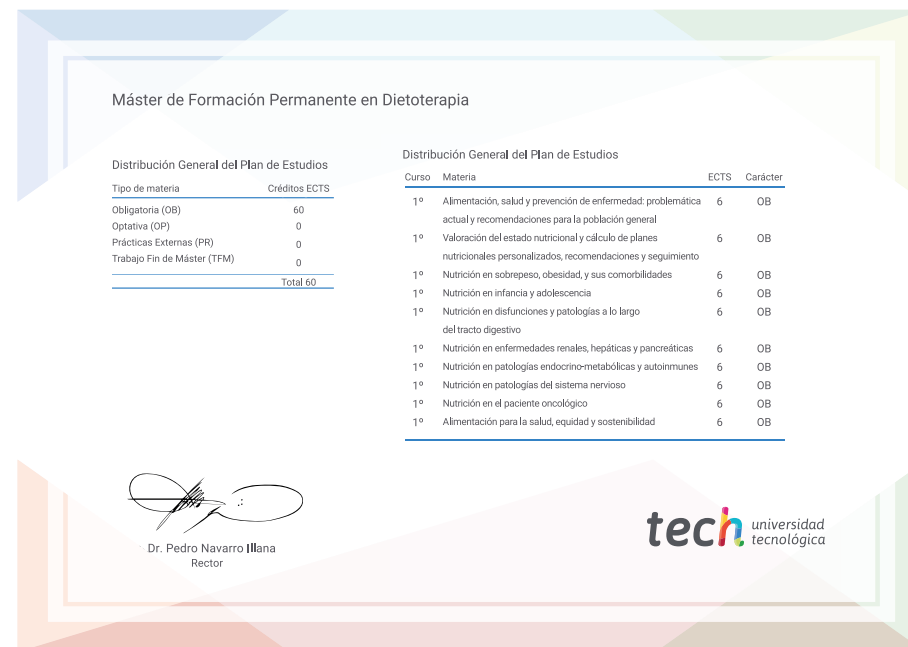 Máster de Formación Permanente en Dietoterapia
Distribución General del Plan de Estudios
Tipo de materia Créditos ECTS
Obligatoria (OB) 60
Optativa (OP) 0
Prácticas Externas (PR) 0
Trabajo Fin de Máster (TFM) 0
Total 60
Distribución General del Plan de Estudios
Curso Materia ECTS Carácter
1º Alimentación, salud y prevención de enfermedad: problemática 6 OB
actual y recomendaciones para la población general
1º Valoración del estado nutricional y cálculo de planes 6 OB
nutricionales personalizados, recomendaciones y seguimiento
1º Nutrición en sobrepeso, obesidad, y sus comorbilidades 6 OB
1º Nutrición en infancia y adolescencia 6 OB
1º Nutrición en disfunciones y patologías a lo largo 6 OB
del tracto digestivo
1º Nutrición en enfermedades renales, hepáticas y pancreáticas 6 OB
1º Nutrición en patologías endocrino-metabólicas y autoinmunes 6 OB
1º Nutrición en patologías del sistema nervioso 6 OB
1º Nutrición en el paciente oncológico 6 OB
1º Alimentación para la salud, equidad y sostenibilidad 6 OB
Dr. Pedro Navarro Illana
Rector
tech universidad
tecnológica